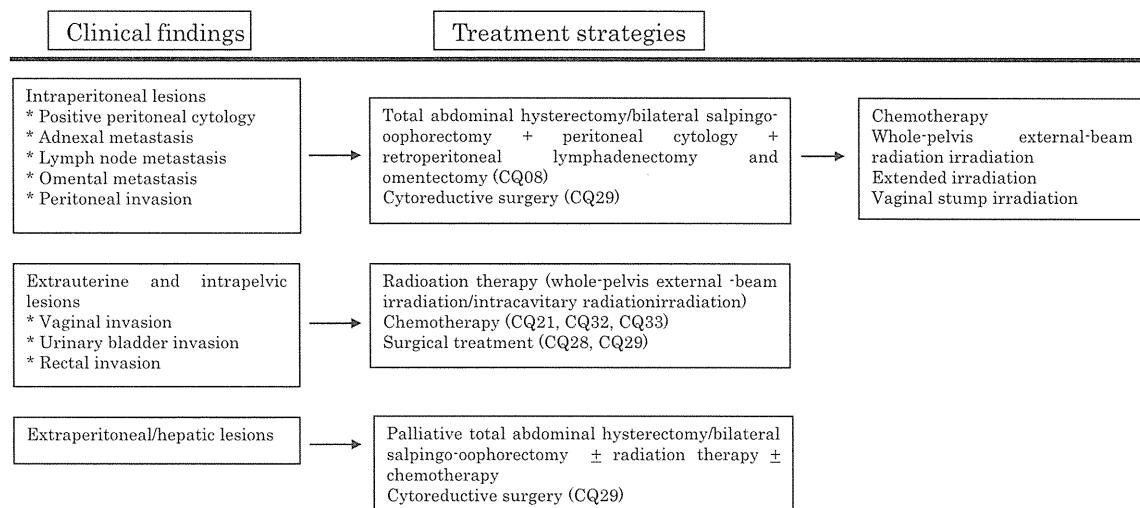 Clinical findings
Treatment strategies
Intraperitoneal lesions
* Positive peritoneal cytology
* Adnexal metastasis
* Lymph node metastasis
* Omental metastasis
* Peritoneal invasion
Total abdominal hysterectomy/bilateral salpingo-
oophorectomy + peritoneal cytology +
retroperitoneal lymphadenectomy and
omentectomy (CQ08)
Cytoreductive surgery (CQ29)
Chemotherapy
Whole-pelvis external-beam
radiation irradiation
Extended irradiation
Vaginal stump irradiation
Extrauterine and intrapelvic
lesions
* Vaginal invasion
* Urinary bladder invasion
* Rectal invasion
Radioation therapy (whole-pelvis external -beam
irradiation/intracavitary radiationirradiation)
Chemotherapy (CQ21, CQ32, CQ33)
Surgical treatment (CQ28, CQ29)
Extraperitoneal/hepatic lesions
Palliative total abdominal hysterectomy/bilateral
salpingo-oophorectomy ± radiation therapy ±
chemotherapy
Cytoreductive surgery (CQ29)